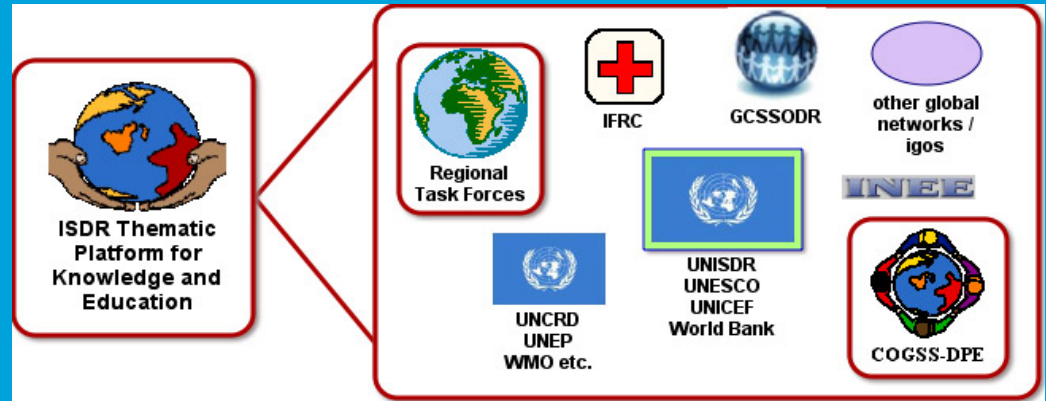 ISDR Thematic
Platform for
Knowledge and
Education
Regional
Task Forces
IFRC
GCSSODR
other global
networks /
igos
INEE
UNCRD
UNEP
WMO etc.
UNISDR
UNESCO
UNICEF
World Bank
COGSS-DPE